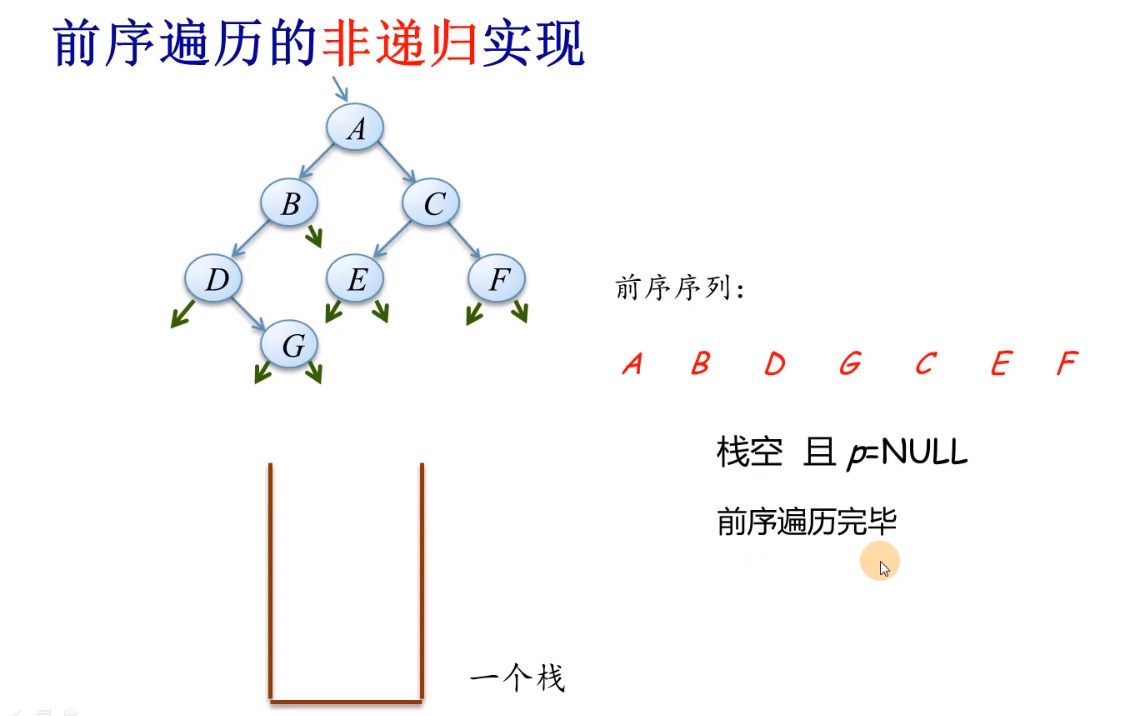 前序遍历的非递归实现
A
B C
D E F
G
前序序列：
A B D G C E F
栈空 且 p=NULL
前序遍历完毕
一个栈